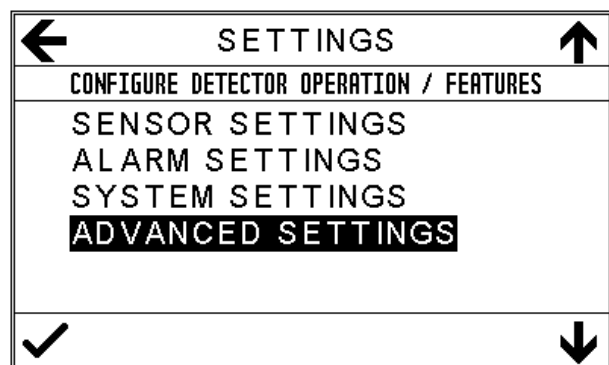 SETTINGS
CONFIGURE DETECTOR OPERATION / FEATURES
SENSOR SETTINGS
ALARM SETTINGS
SYSTEM SETTINGS
ADVANCED SETTINGS